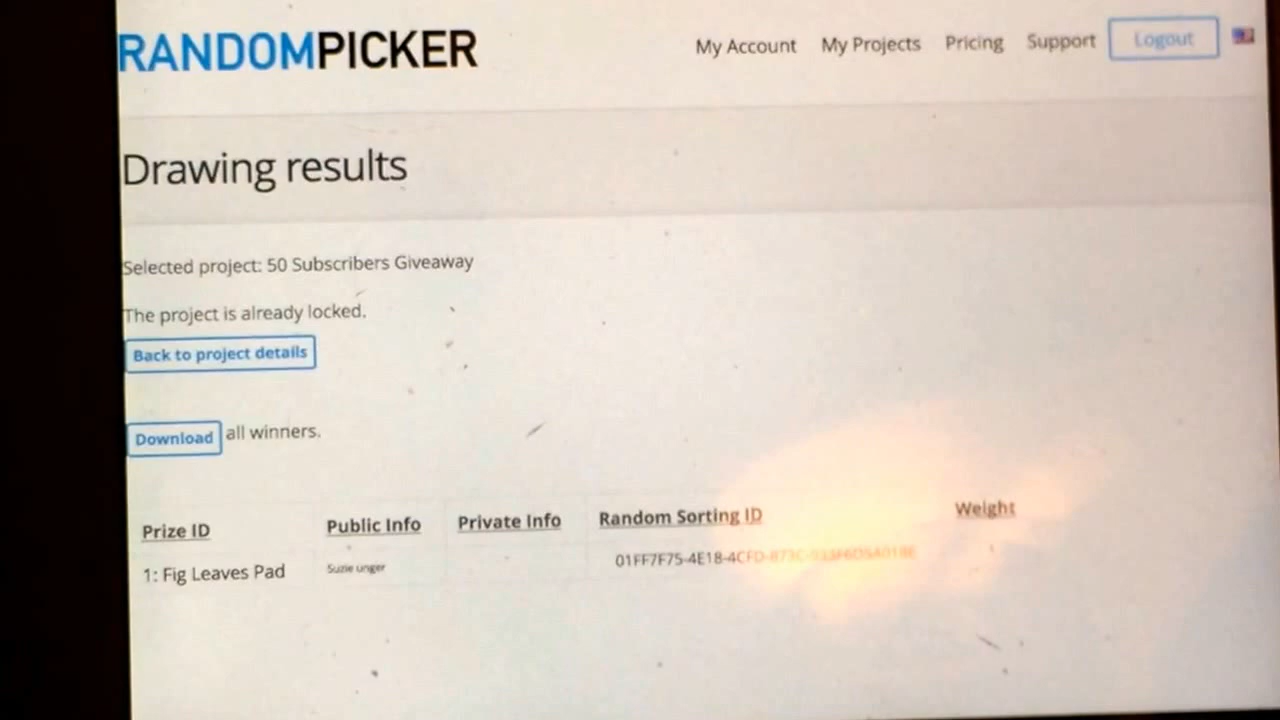 RANDOMPICKER
My Account My Projects Pricing Support Logout
Drawing results
Selected project: 50 Subscribers Giveaway
The project is already locked.
Back to project details
Download all winners.
Prize ID Public Info Private Info Random Sorting ID Weight
1: Fig Leaves Pad Suzie unger 01FF7F75-4E18-4CFD-